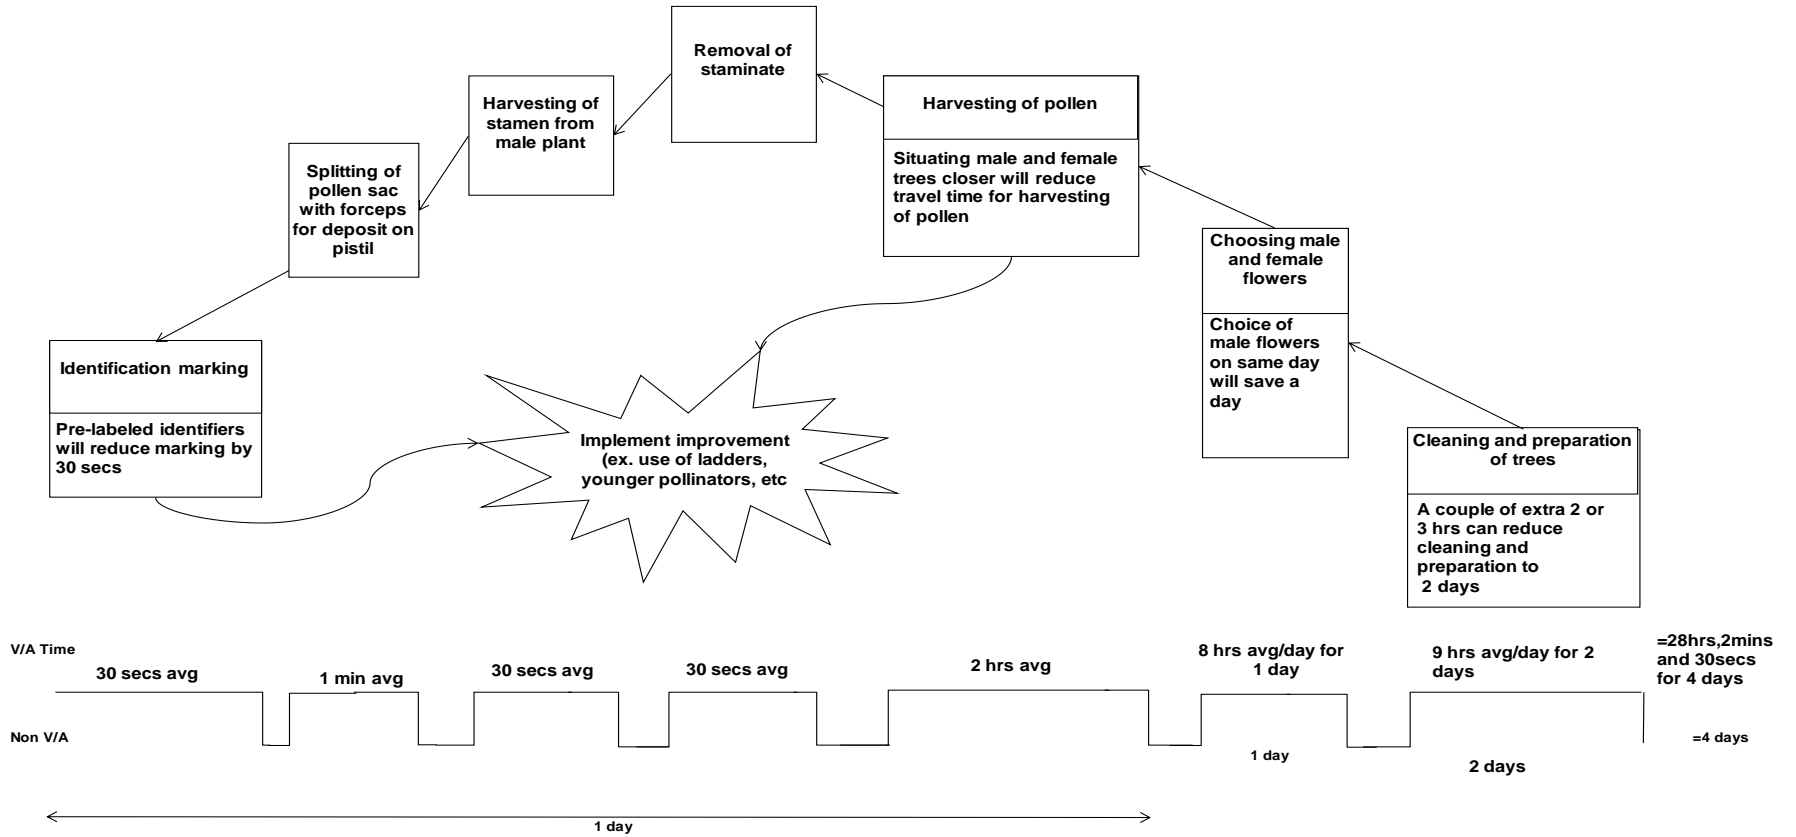 Removal of
staminate
Harvesting of
stamen from
male plant
Harvesting of pollen
Situating male and female
trees closer will reduce
travel time for harvesting
of pollen
Splitting of
pollen sac
with forceps
for deposit on
pistil
Choosing male
and female
flowers
Choice of
male flowers
on same day
will save a
day
Identification marking
Pre-labeled identifiers
will reduce marking by
30 secs
Implement improvement
(ex. use of ladders,
younger pollinators, etc
Cleaning and preparation
of trees
A couple of extra 2 or
3 hrs can reduce
cleaning and
preparation to
2 days
V/A Time
30 secs avg
1 min avg
30 secs avg
30 secs avg
2 hrs avg
8 hrs avg/day for
1 day
9 hrs avg/day for 2
days
=28hrs,2mins
and 30secs
for 4 days
Non V/A
1 day
2 days
=4 days
1 day